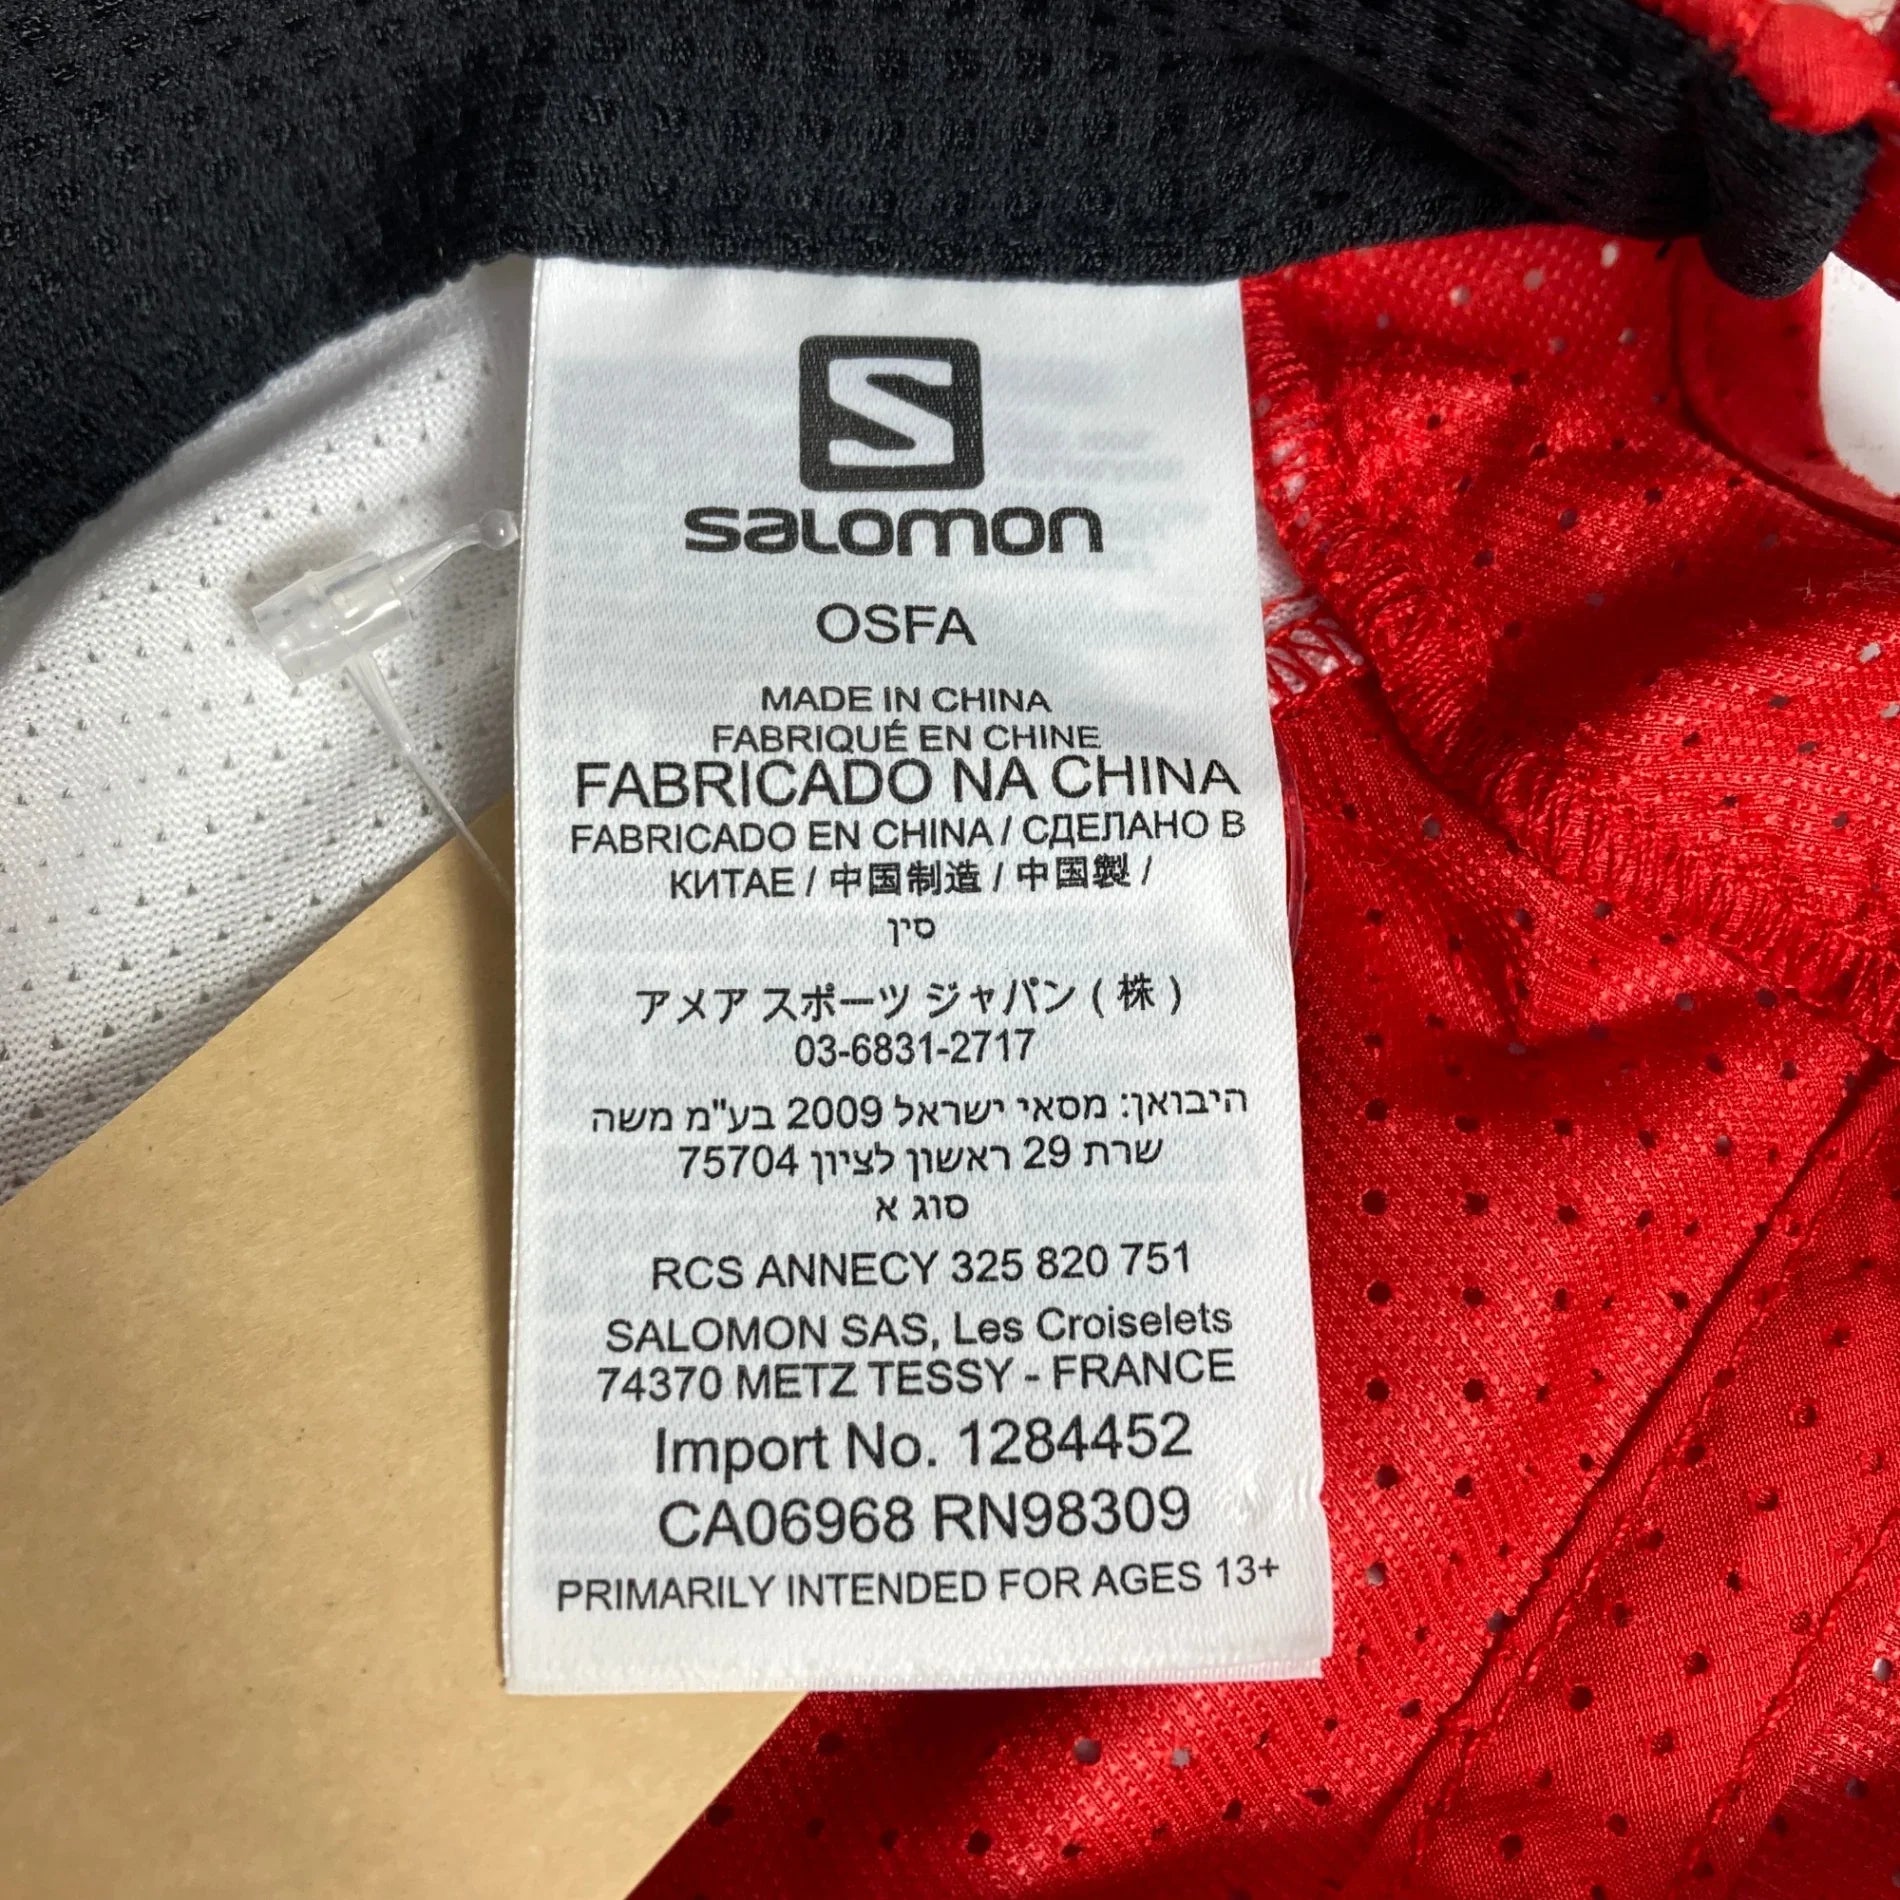 S
salomon
OSFA
MADE IN CHINA
FABRIQUÉ EN CHINE
FABRICADO NA CHINA
FABRICADO EN CHINA / СДЕЛАНО В
КИТАЕ / 中国制造 / 中国製 /
סין
アメア スポーツ ジャパン ( 株 )
03-6831-2717
היבואן: מסאי ישראל 2009 בע"מ משה
שרת 29 ראשון לציון 75704
סוג א
RCS ANNECY 325 820 751
SALOMON SAS, Les Croiselets
74370 METZ TESSY - FRANCE
Import No. 1284452
CA06968 RN98309
PRIMARILY INTENDED FOR AGES 13+